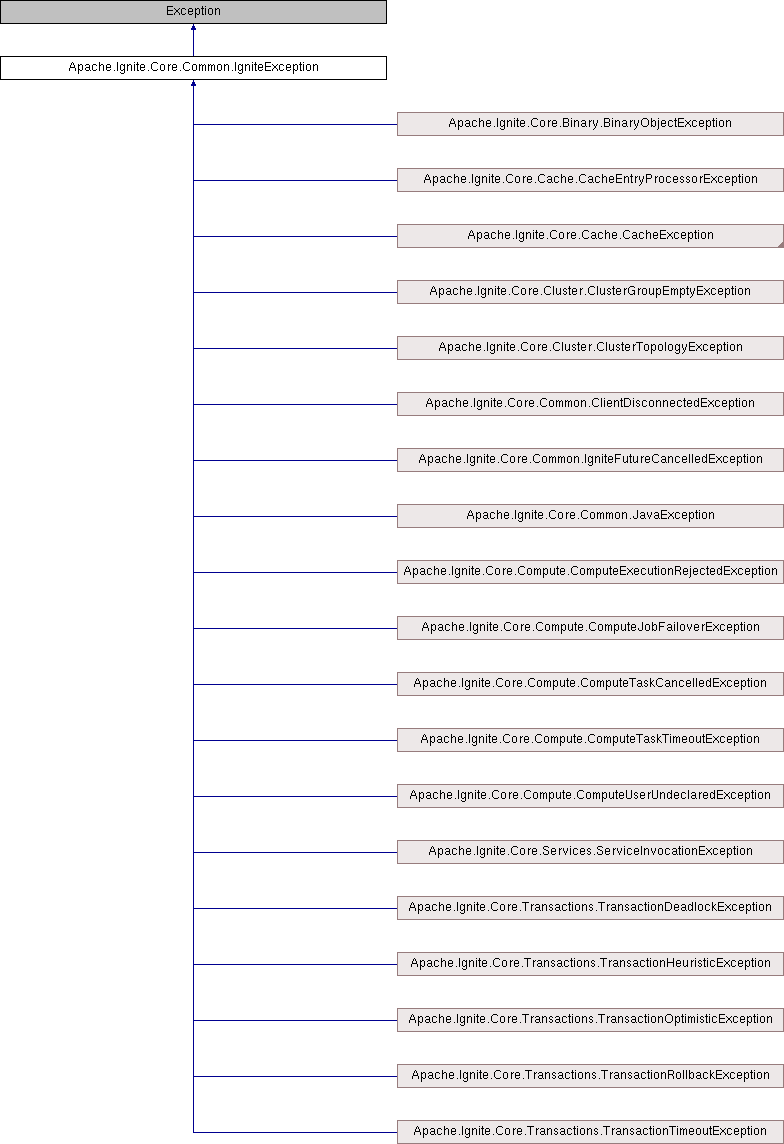 Exception
Apache.Ignite.Core.Common.IgniteException
Apache.Ignite.Core.Binary.BinaryObjectException
Apache.Ignite.Core.Cache.CacheEntryProcessorException
Apache.Ignite.Core.Cache.CacheException
Apache.Ignite.Core.Cluster.ClusterGroupEmptyException
Apache.Ignite.Core.Cluster.ClusterTopologyException
Apache.Ignite.Core.Common.ClientDisconnectedException
Apache.Ignite.Core.Common.IgniteFutureCancelledException
Apache.Ignite.Core.Common.JavaException
Apache.Ignite.Core.Compute.ComputeExecutionRejectedException
Apache.Ignite.Core.Compute.ComputeJobFailoverException
Apache.Ignite.Core.Compute.ComputeTaskCancelledException
Apache.Ignite.Core.Compute.ComputeTaskTimeoutException
Apache.Ignite.Core.Compute.ComputeUserUndeclaredException
Apache.Ignite.Core.Services.ServiceInvocationException
Apache.Ignite.Core.Transactions.TransactionDeadlockException
Apache.Ignite.Core.Transactions.TransactionHeuristicException
Apache.Ignite.Core.Transactions.TransactionOptimisticException
Apache.Ignite.Core.Transactions.TransactionRollbackException
Apache.Ignite.Core.Transactions.TransactionTimeoutException